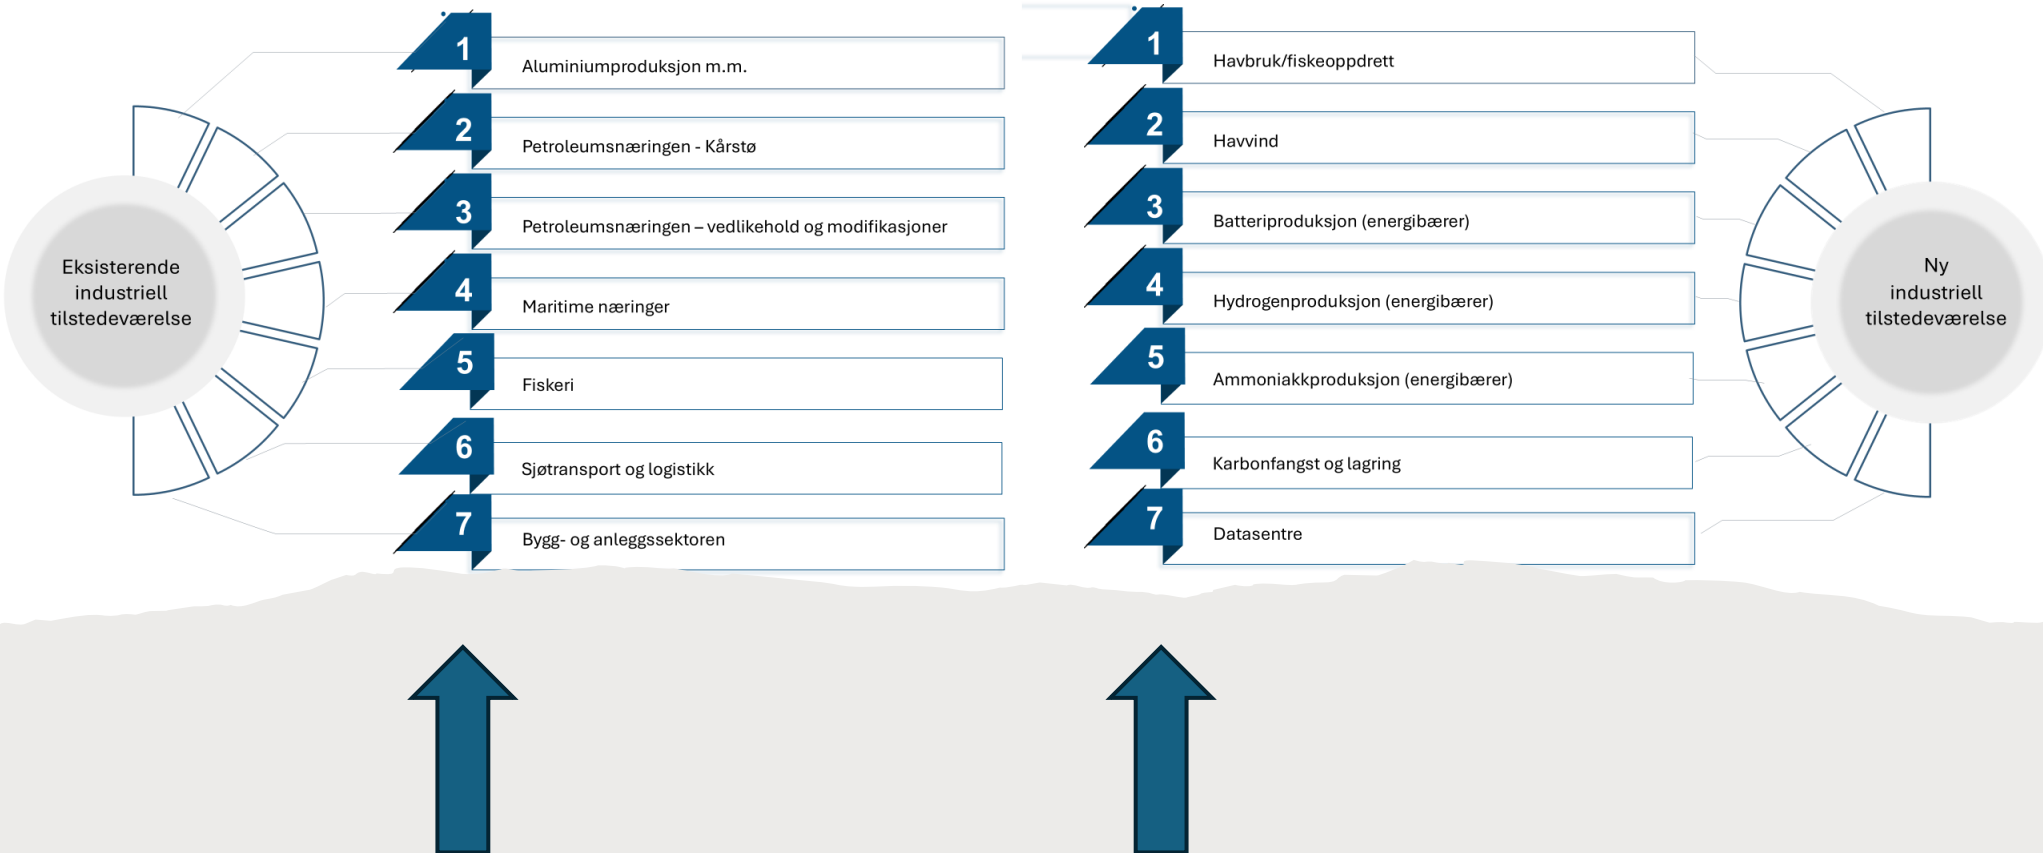 Eksisterende
industriell
tilstedeværelse
1
Aluminiumproduksjon m.m.
2
Petroleumsnæringen - Kårstø
3
Petroleumsnæringen – vedlikehold og modifikasjoner
4
Maritime næringer
5
Fiskeri
6
Sjøtransport og logistikk
7
Bygg- og anleggssektoren
1
Havbruk/fiskeoppdrett
2
Havvind
3
Batteriproduksjon (energibærer)
4
Hydrogenproduksjon (energibærer)
5
Ammoniakkproduksjon (energibærer)
6
Karbonfangst og lagring
7
Datasentre
Ny
industriell
tilstedeværelse